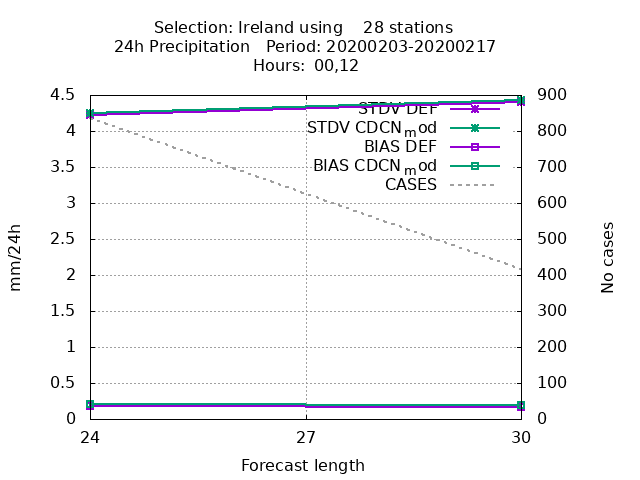 Selection: Ireland using    28 stations
24h Precipitation   Period: 20200203-20200217
Hours:  00,12
4.5
4
3.5
3
2.5
2
1.5
1
0.5
0
900
800
700
600
500
400
300
200
100
0
STDV DEF
STDV CDCNmod
BIAS DEF
BIAS CDCNmod
CASES
mm/24h
No cases
24
27
30
Forecast length